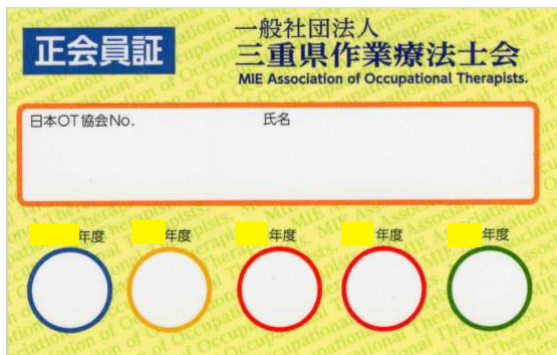 正会員証
一般社団法人
三重県作業療法士会
MIE Association of Occupational Therapists.
日本OT協会No. 氏名
年度 年度 年度 年度 年度